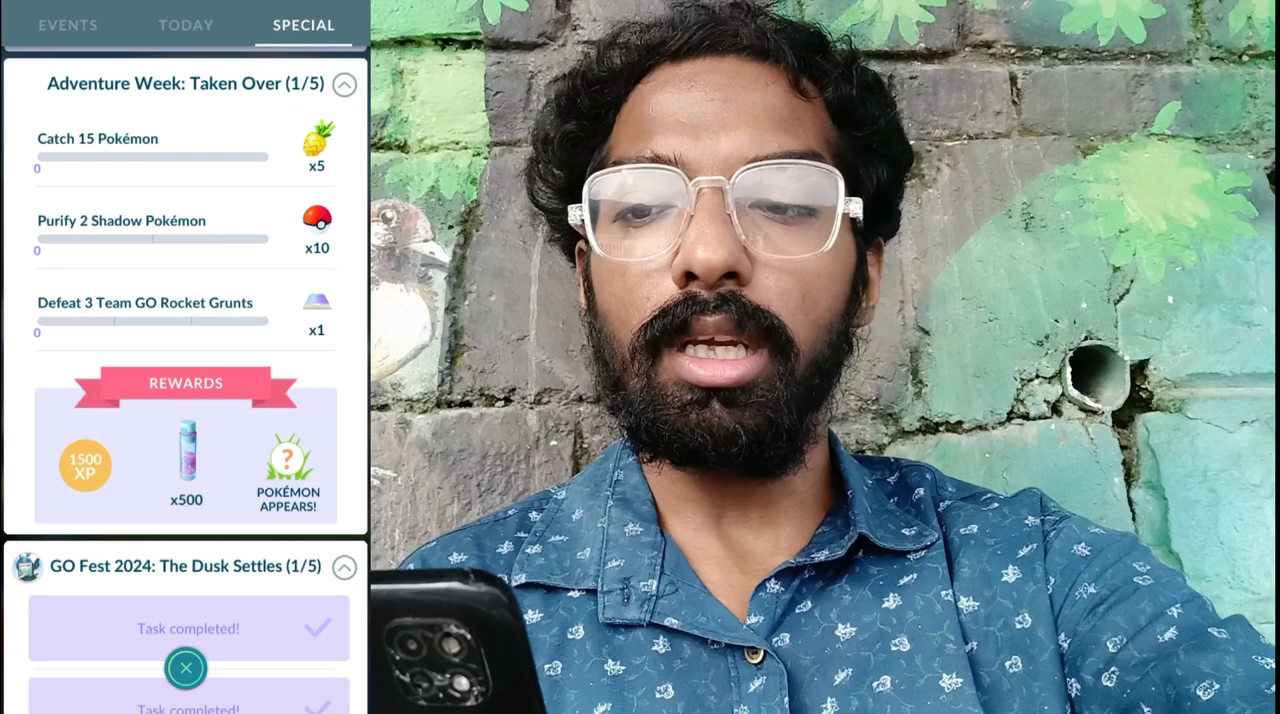 EVENTS
TODAY
SPECIAL
Adventure Week: Taken Over (1/5)
Catch 15 Pokémon
x5
0
Purify 2 Shadow Pokémon
x10
0
Defeat 3 Team GO Rocket Grunts
x1
0
REWARDS
1500
XP
x500
?
POKÉMON
APPEARS!
GO Fest 2024: The Dusk Settles (1/5)
Task completed!
Task completed!